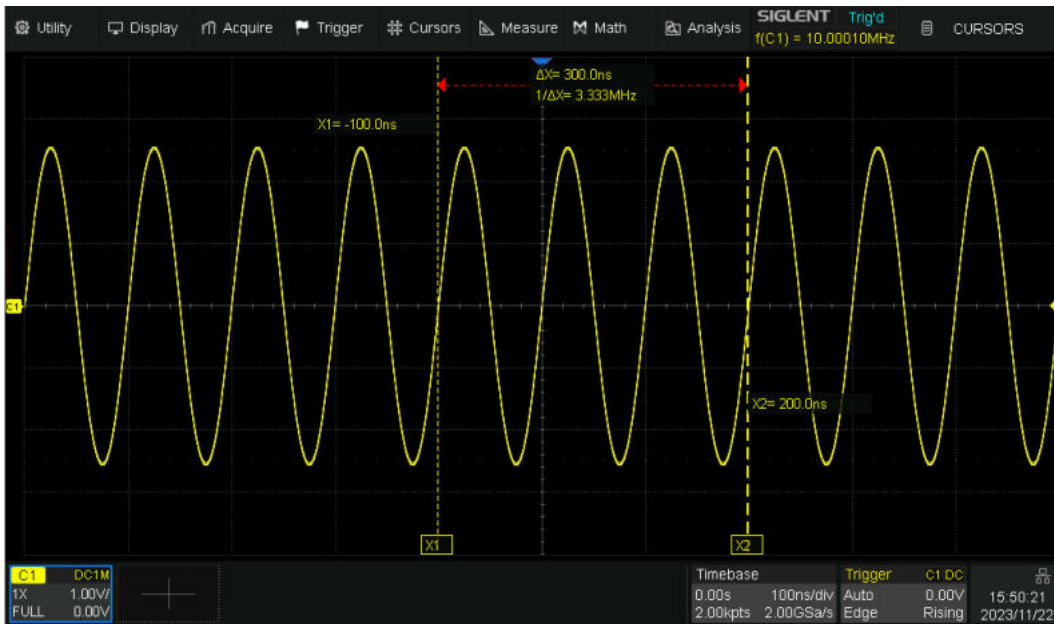 Utility Display Acquire Trigger Cursors Measure Math Analysis SIGLENT Trig'd CURSORS
f(C1) = 10.00010MHz
ΔX= 300.0ns
1/ΔX= 3.333MHz
X1= -100.0ns
C1
X2= 200.0ns
X1 X2
C1 DC1M Timebase Trigger C1 DC
1X 1.00V/ 0.00s 100ns/div Auto 0.00V 15:50:21
FULL 0.00V 2.00kpts 2.00GSa/s Edge Rising 2023/11/22